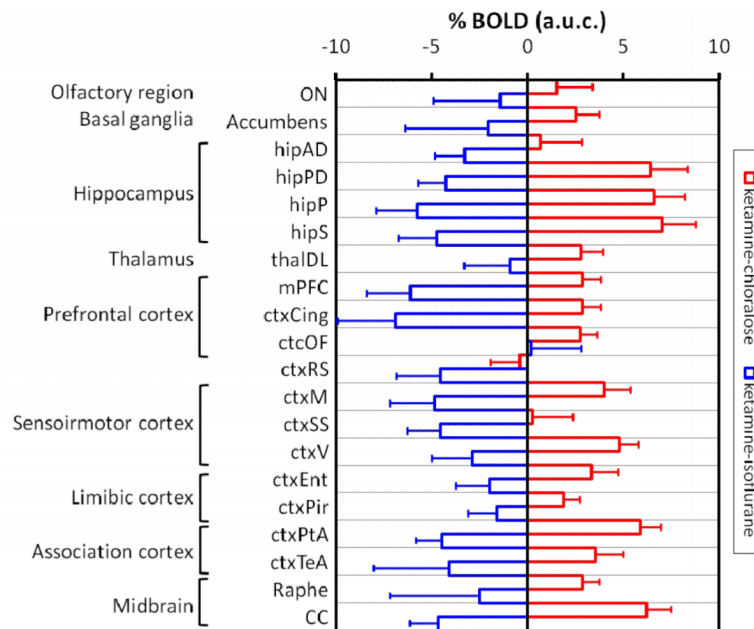 % BOLD (a.u.c.)
-10 -5 0 5 10
Olfactory region ON
Basal ganglia Accumbens
hipAD
Hippocampus hipPD
hipP
hipS
Thalamus thalDL
mPFC
Prefrontal cortex ctxCing
ctcOF
ctxRS
ctxM
Sensoirmotor cortex ctxSS
ctxV
ctxEnt
Limibic cortex ctxPir
ctxPtA
Association cortex ctxTeA
Raphe
Midbrain CC
ketamine-chloralose
ketamine-isoflurane